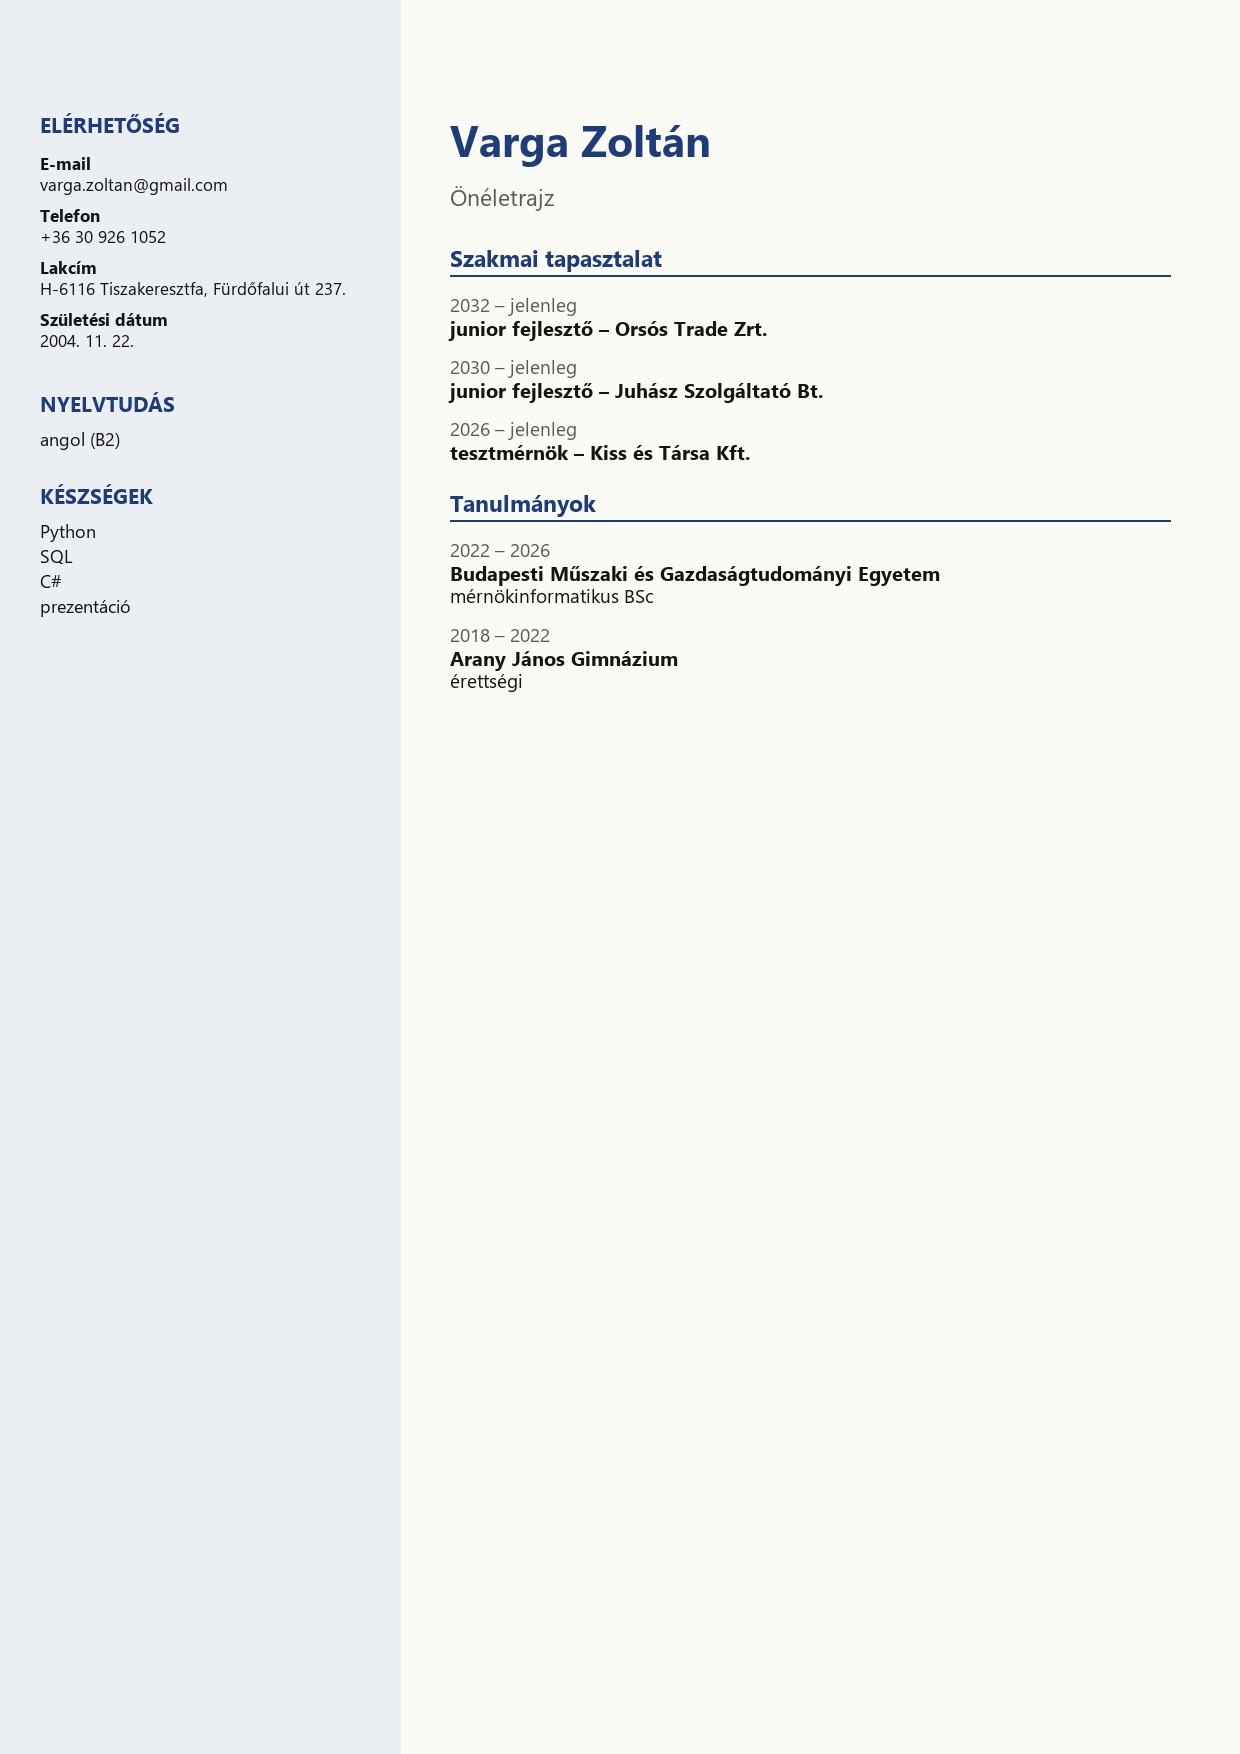 ELÉRHETŐSÉG
E-mail
varga.zoltan@gmail.com
Telefon
+36 30 926 1052
Lakcím
H-6116 Tiszakeresztfa, Fürdőfalui út 237.
Születési dátum
2004. 11. 22.
NYELVTUDÁS
angol (B2)
KÉSZSÉGEK
Python
SQL
C#
prezentáció
Varga Zoltán
Önéletrajz
Szakmai tapasztalat
2032 – jelenleg
junior fejlesztő – Orsós Trade Zrt.
2030 – jelenleg
junior fejlesztő – Juhász Szolgáltató Bt.
2026 – jelenleg
tesztmérnök – Kiss és Társa Kft.
Tanulmányok
2022 – 2026
Budapesti Műszaki és Gazdaságtudományi Egyetem
mérnökinformatikus BSc
2018 – 2022
Arany János Gimnázium
érettségi